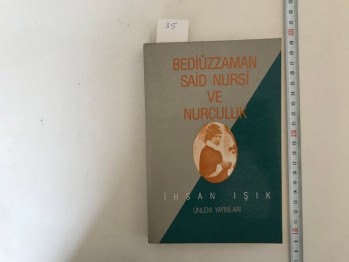 35
BEDİÜZZAMAN
SAİD NURSİ
VE
NURCULUK
İHSAN IŞIK
ÜNLEM YAYINLARI